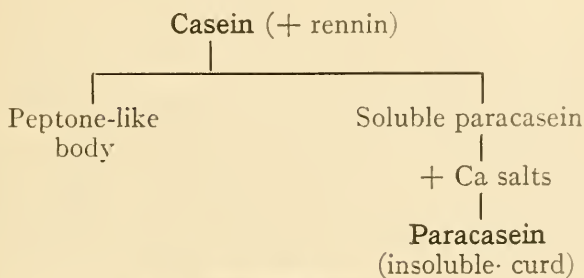 Casein (+ rennin)
Peptone-like
body
Soluble paracasein
+ Ca salts
Paracasein
(insoluble· curd)